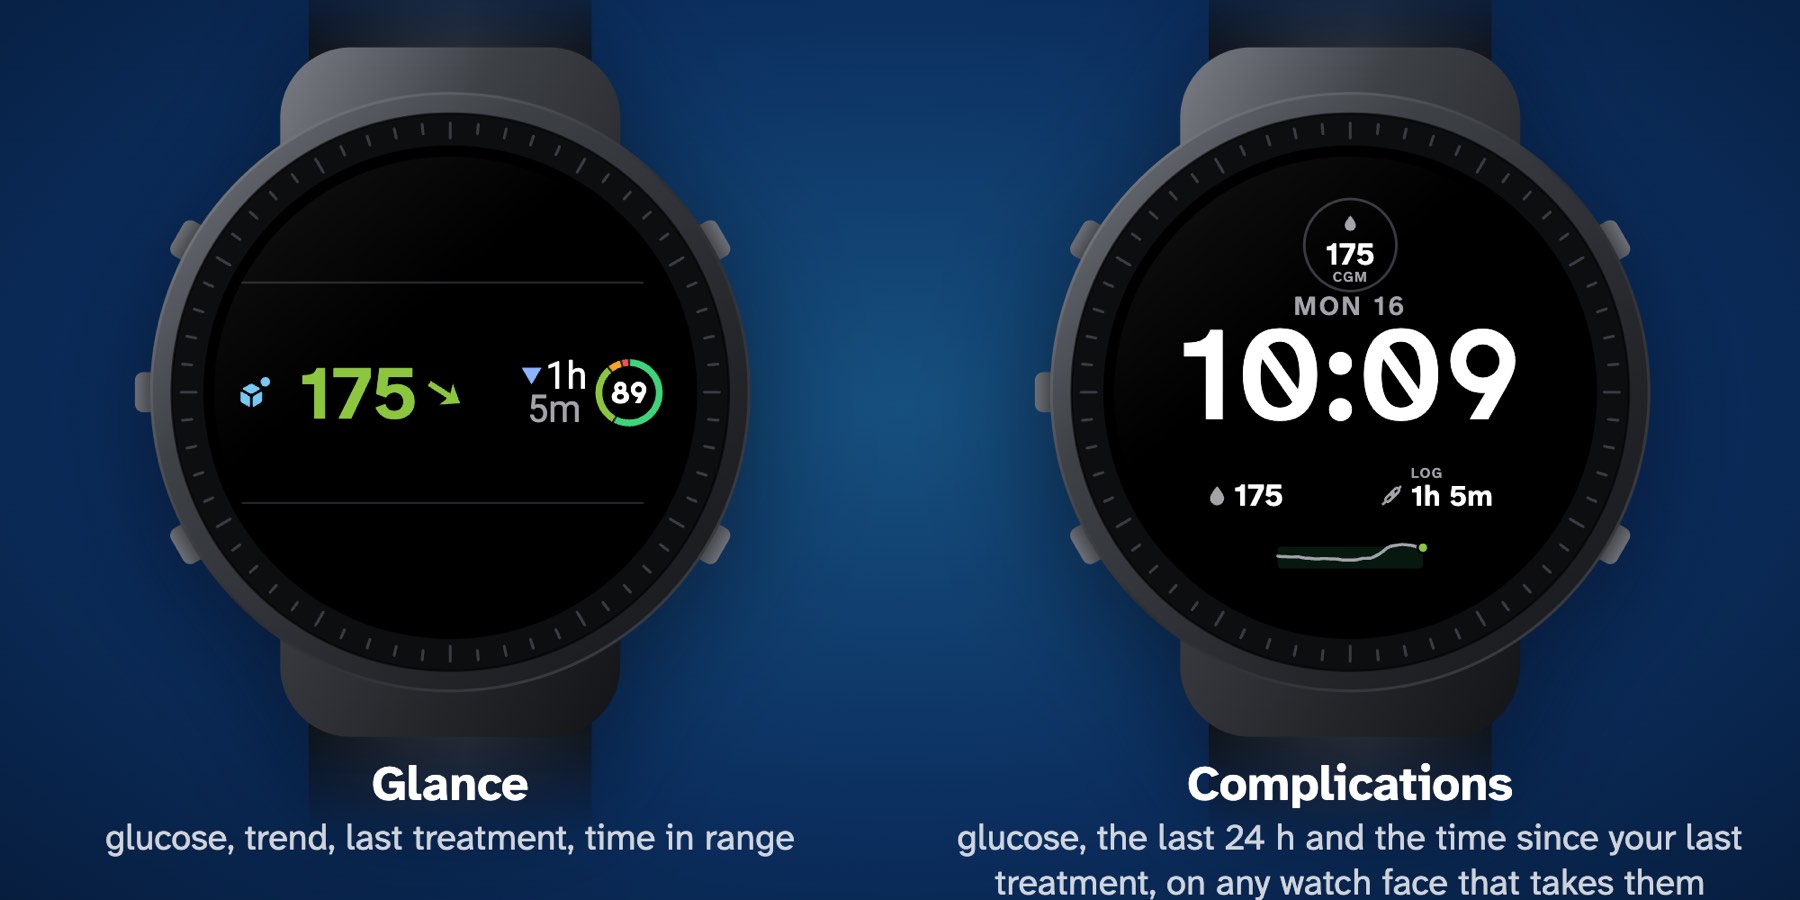 175
1h
5m
89
Glance
glucose, trend, last treatment, time in range
175
CGM
MON 16
10:09
175
LOG
1h 5m
Complications
glucose, the last 24 h and the time since your last
treatment, on any watch face that takes them